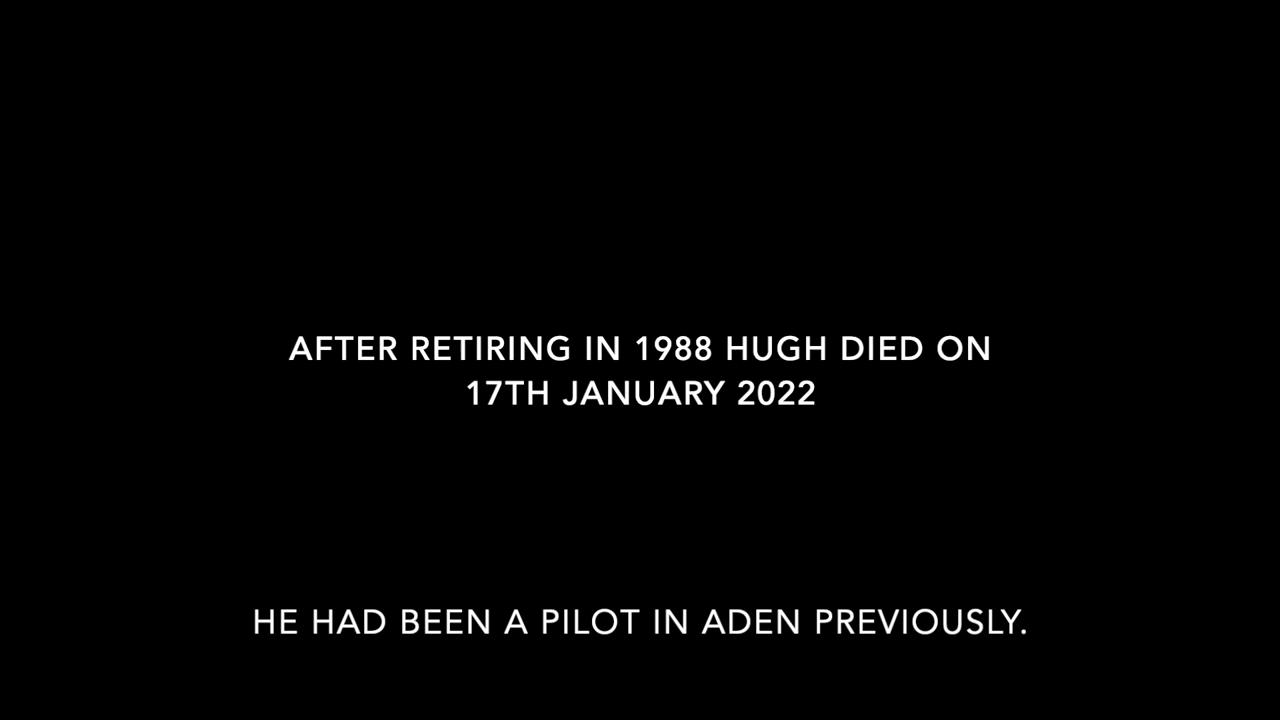 AFTER RETIRING IN 1988 HUGH DIED ON
17TH JANUARY 2022
HE HAD BEEN A PILOT IN ADEN PREVIOUSLY.